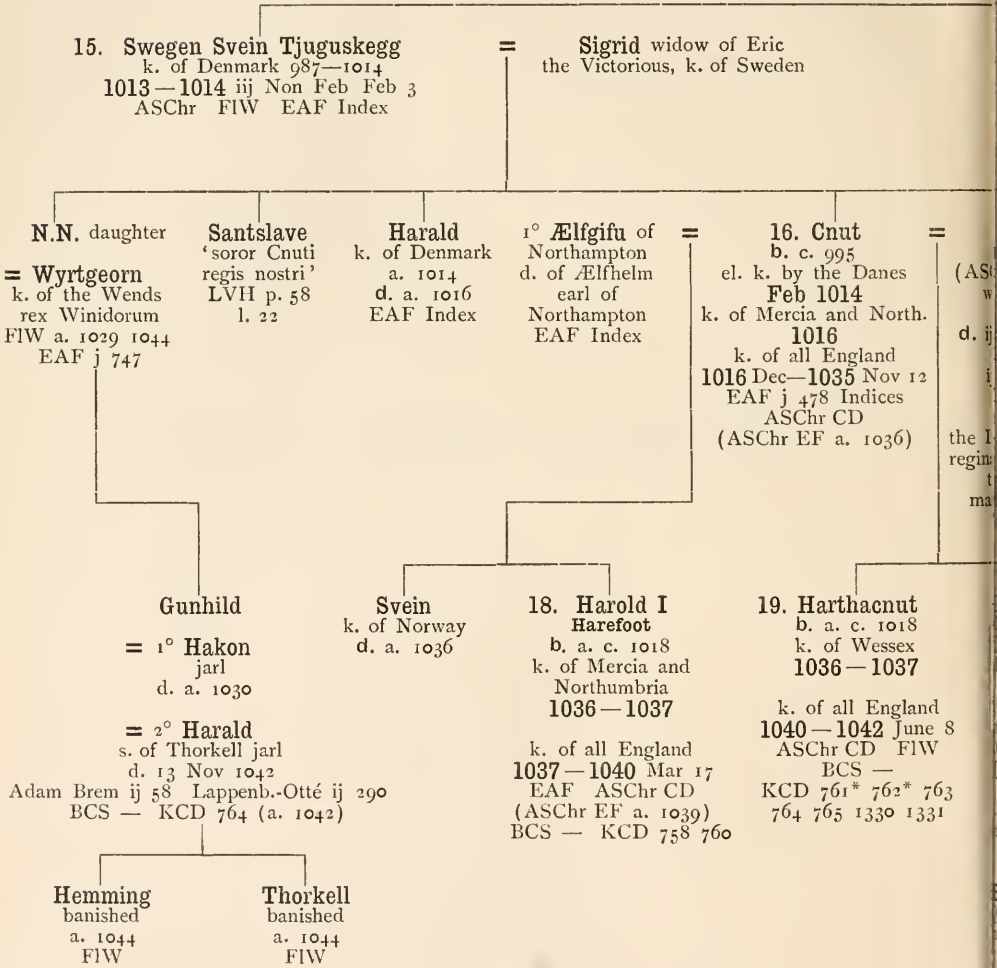 15. Swegen Svein Tjuguskegg
k. of Denmark 987—1014
1013—1014 iij Non Feb Feb 3
ASChr FlW EAF Index
=
Sigrid widow of Eric
the Victorious, k. of Sweden
N.N. daughter
= Wyrtgeorn
k. of the Wends
rex Winidorum
FlW a. 1029 1044
EAF j 747
Santslave
'soror Cnuti
regis nostri'
LVH p. 58
l. 22
Harald
k. of Denmark
a. 1014
d. a. 1016
EAF Index
1° Ælfgifu of
Northampton
d. of Ælfhelm
earl of
Northampton
EAF Index
=
16. Cnut
b. c. 995
el. k. by the Danes
Feb 1014
k. of Mercia and North.
1016
k. of all England
1016 Dec—1035 Nov 12
EAF j 478 Indices
ASChr CD
(ASChr EF a. 1036)
=
d. ij
the
Gunhild
= 1° Hakon
jarl
d. a. 1030
= 2° Harald
s. of Thorkell jarl
d. 13 Nov 1042
Adam Brem ij 58 Lappenb.-Otté ij 290
BCS — KCD 764 (a. 1042)
Svein
k. of Norway
d. a. 1036
18. Harold I
Harefoot
b. a. c. 1018
k. of Mercia and
Northumbria
1036—1037
k. of all England
1037—1040 Mar 17
EAF ASChr CD
(ASChr EF a. 1039)
BCS — KCD 758 760
19. Harthacnut
b. a. c. 1018
k. of Wessex
1036—1037
k. of all England
1040—1042 June 8
ASChr CD FlW
BCS —
KCD 761* 762* 763
764 765 1330 1331
Hemming
banished
a. 1044
FlW
Thorkell
banished
a. 1044
FlW